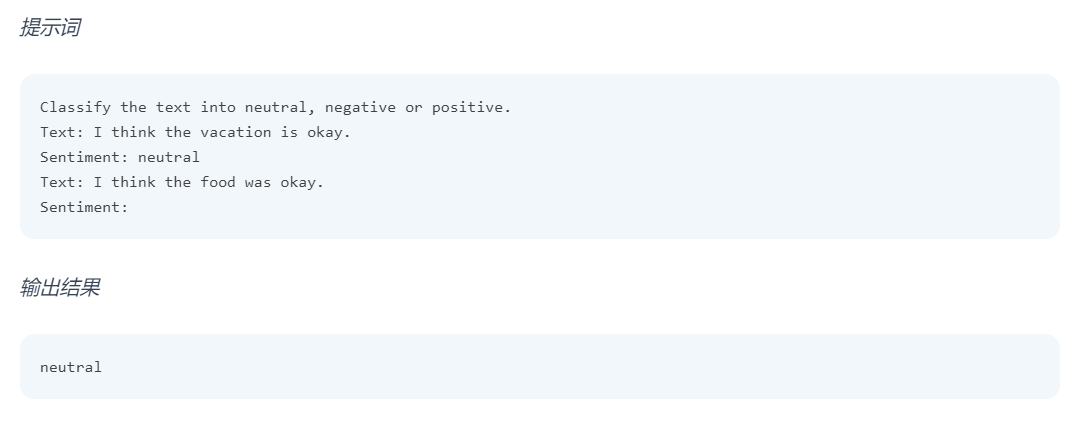 提示词
Classify the text into neutral, negative or positive.
Text: I think the vacation is okay.
Sentiment: neutral
Text: I think the food was okay.
Sentiment:
输出结果
neutral